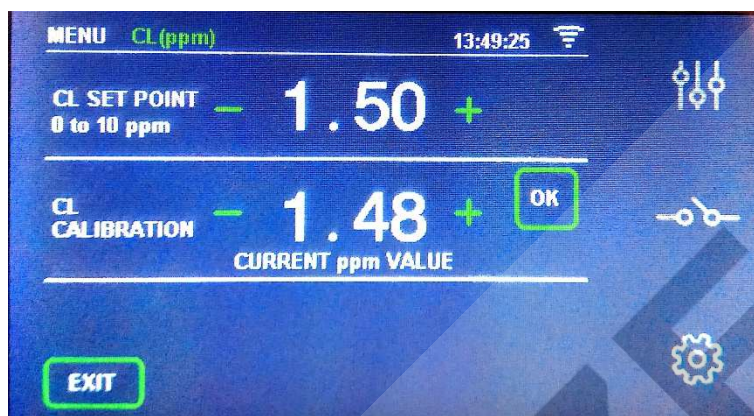 MENU CL(ppm) 13:49:25
CL SET POINT - 1.50 +
0 to 10 ppm
CL - 1.48 + OK
CALIBRATION
CURRENT ppm VALUE
EXIT